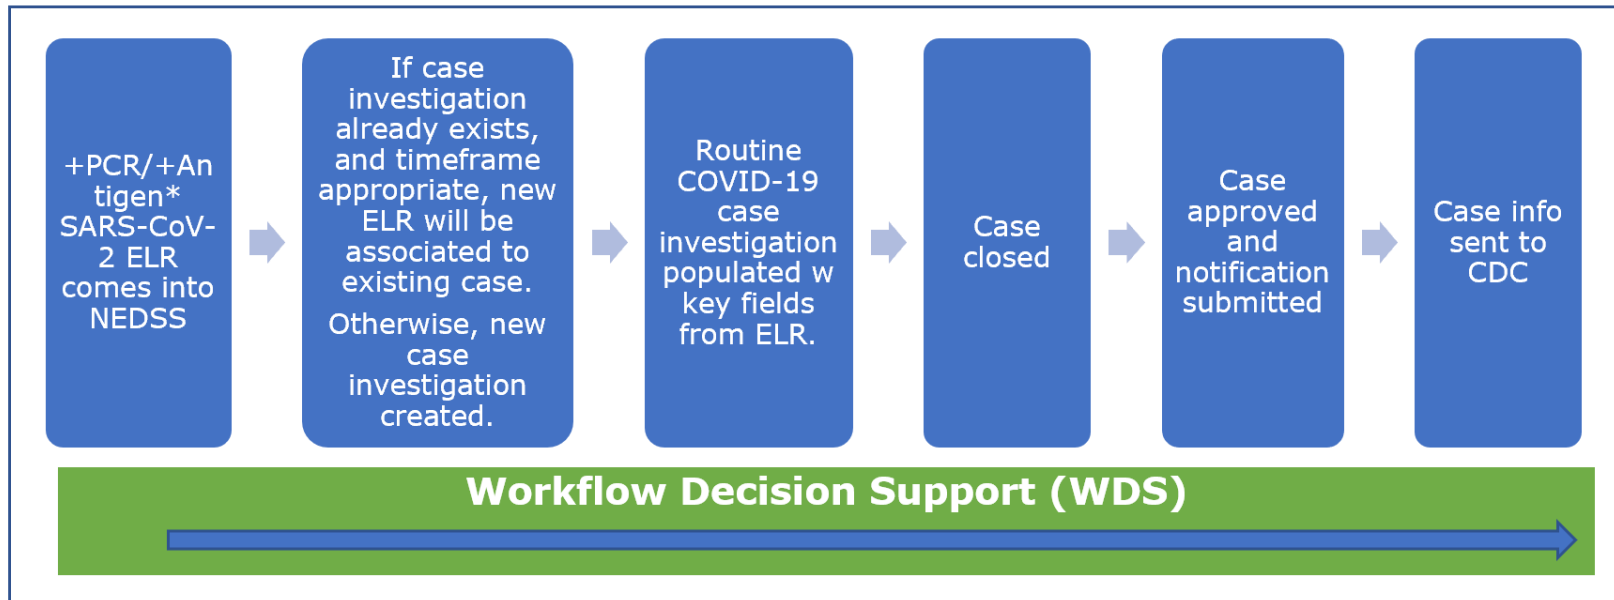 +PCR/+An
tigen*
SARS-CoV-
2 ELR
comes into
NEDSS
If case
investigation
already exists,
and timeframe
appropriate, new
ELR will be
associated to
existing case.
Otherwise, new
case
investigation
created.
Routine
COVID-19
case
investigation
populated w
key fields
from ELR.
Case
closed
Case
approved
and
notification
submitted
Case info
sent to
CDC
Workflow Decision Support (WDS)